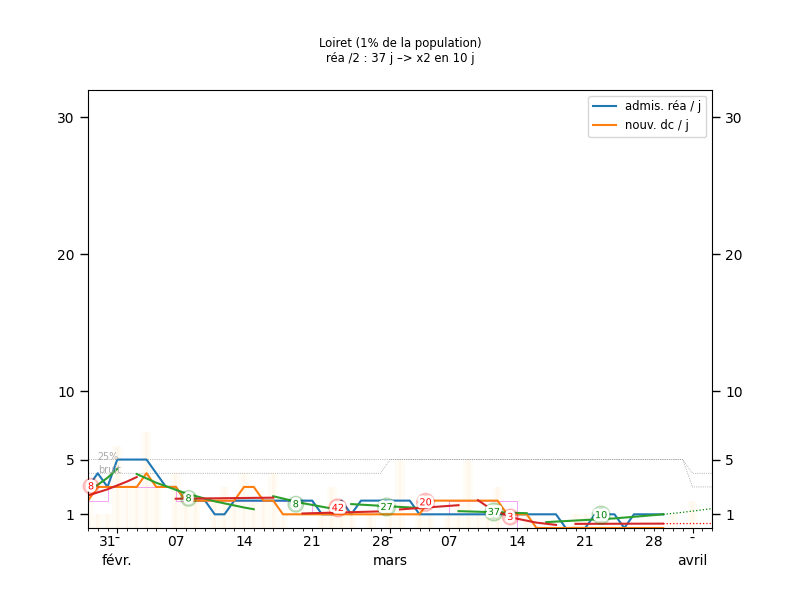 Loiret (1% de la population)
réa /2 : 37 j –> x2 en 10 j
admis. réa / j
nouv. dc / j
30 30
20 20
10 10
5 5
1 1
25%
brut
8 8 8 42 27 20 37 3 10
31 07 14 21 28 07 14 21 28
févr. mars avril